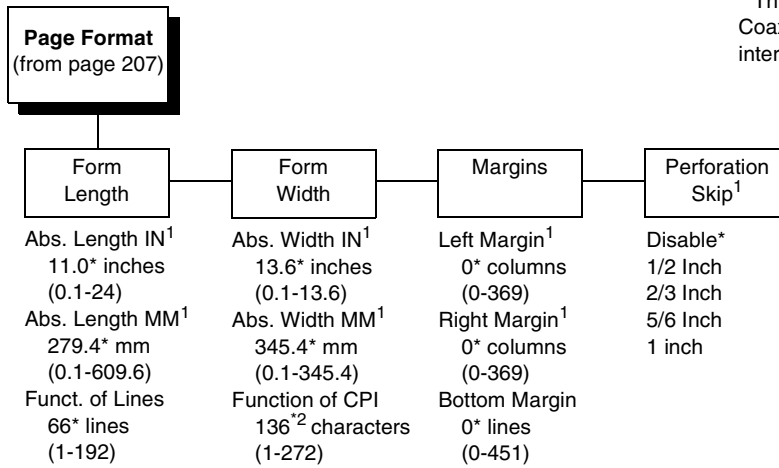 Th
Coax
inter
Page Format
(from page 207)
Form
Length
Form
Width
Margins
Perforation
Skip1
Abs. Length IN1
11.0* inches
(0.1-24)
Abs. Length MM1
279.4* mm
(0.1-609.6)
Funct. of Lines
66* lines
(1-192)
Abs. Width IN1
13.6* inches
(0.1-13.6)
Abs. Width MM1
345.4* mm
(0.1-345.4)
Function of CPI
136*2 characters
(1-272)
Left Margin1
0* columns
(0-369)
Right Margin1
0* columns
(0-369)
Bottom Margin
0* lines
(0-451)
Disable*
1/2 Inch
2/3 Inch
5/6 Inch
1 inch